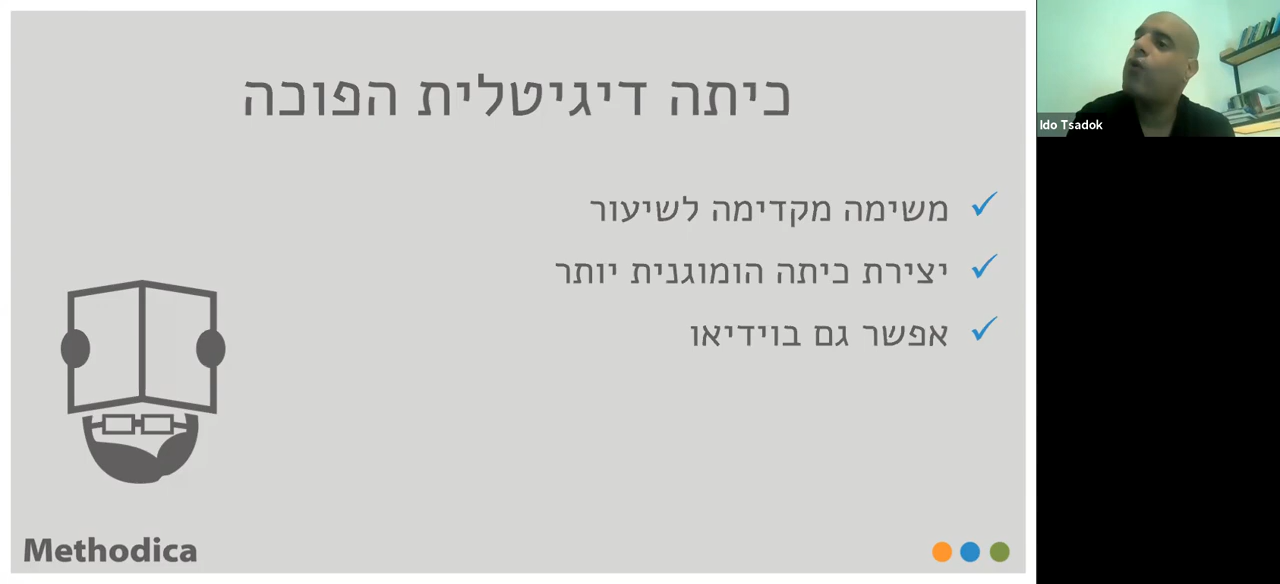 כיתה דיגיטלית הפוכה
משימה מקדימה לשיעור
יצירת כיתה הומוגנית יותר
אפשר גם בוידיאו
Methodica
Ido Tsadok